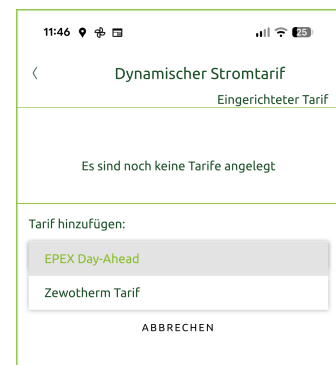 11:46
25
Dynamischer Stromtarif
Eingerichteter Tarif
Es sind noch keine Tarife angelegt
Tarif hinzufügen:
EPEX Day-Ahead
Zewotherm Tarif
ABBRECHEN